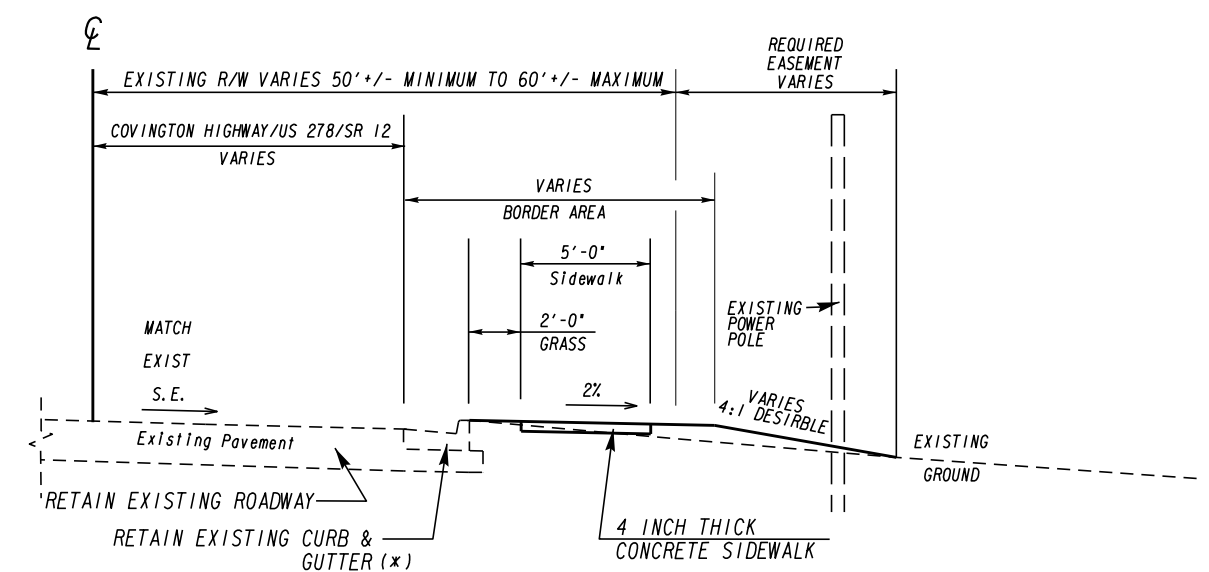 ℄
REQUIRED
EASEMENT
VARIES
EXISTING R/W VARIES 50'+/- MINIMUM TO 60'+/- MAXIMUM
COVINGTON HIGHWAY/US 278/SR 12
VARIES
VARIES
BORDER AREA
5'-0"
Sidewalk
2'-0"
GRASS
EXISTING
POWER
POLE
MATCH
EXIST
S.E.
2%
VARIES
4:1 DESIRBLE
Existing Pavement
EXISTING
GROUND
RETAIN EXISTING ROADWAY
RETAIN EXISTING CURB &
GUTTER (*)
4 INCH THICK
CONCRETE SIDEWALK